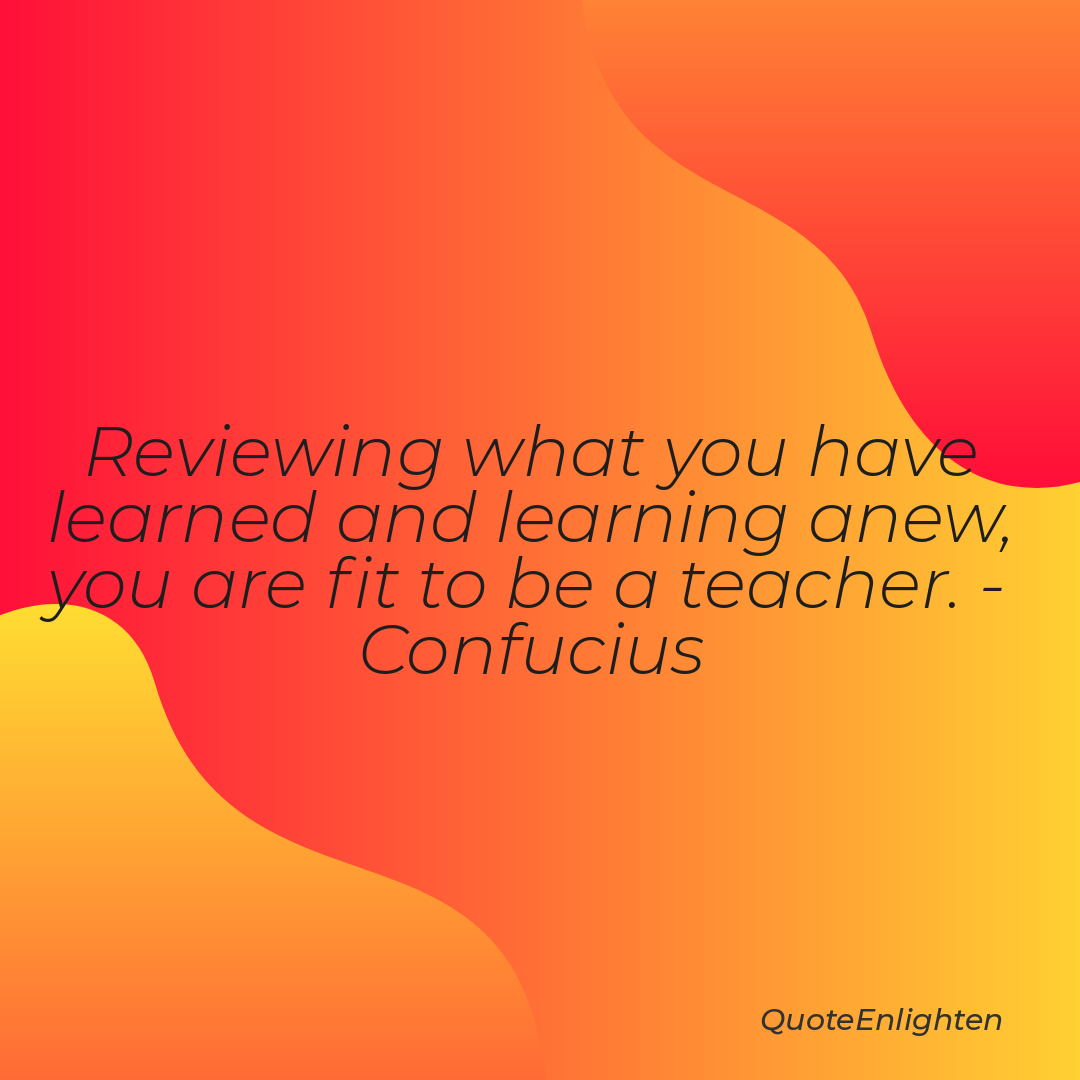 Reviewing what you have
learned and learning anew,
you are fit to be a teacher. -
Confucius
QuoteEnlighten